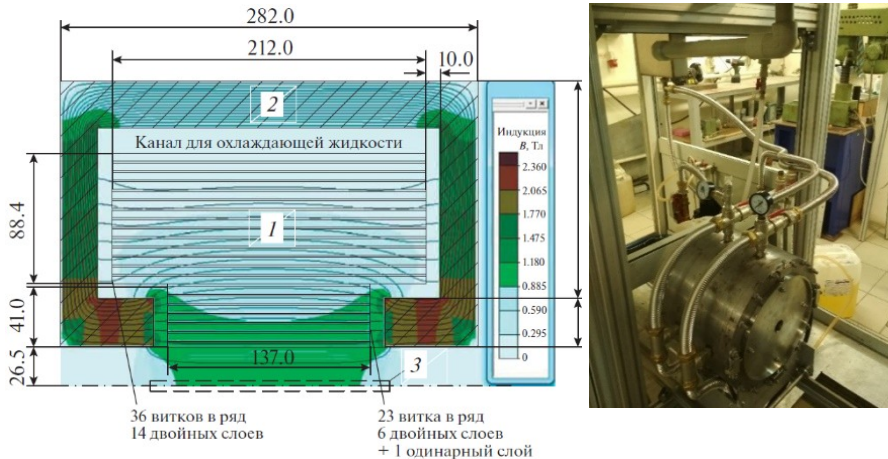 282.0
212.0
10.0
2
Канал для охлаждающей жидкости
Индукция
B, Тл
2.360
2.065
1.770
1.475
1.180
0.885
0.590
0.295
0
88.4
1
41.0
26.5
137.0
3
36 витков в ряд
14 двойных слоев
23 витка в ряд
6 двойных слоев
+ 1 одинарный слой